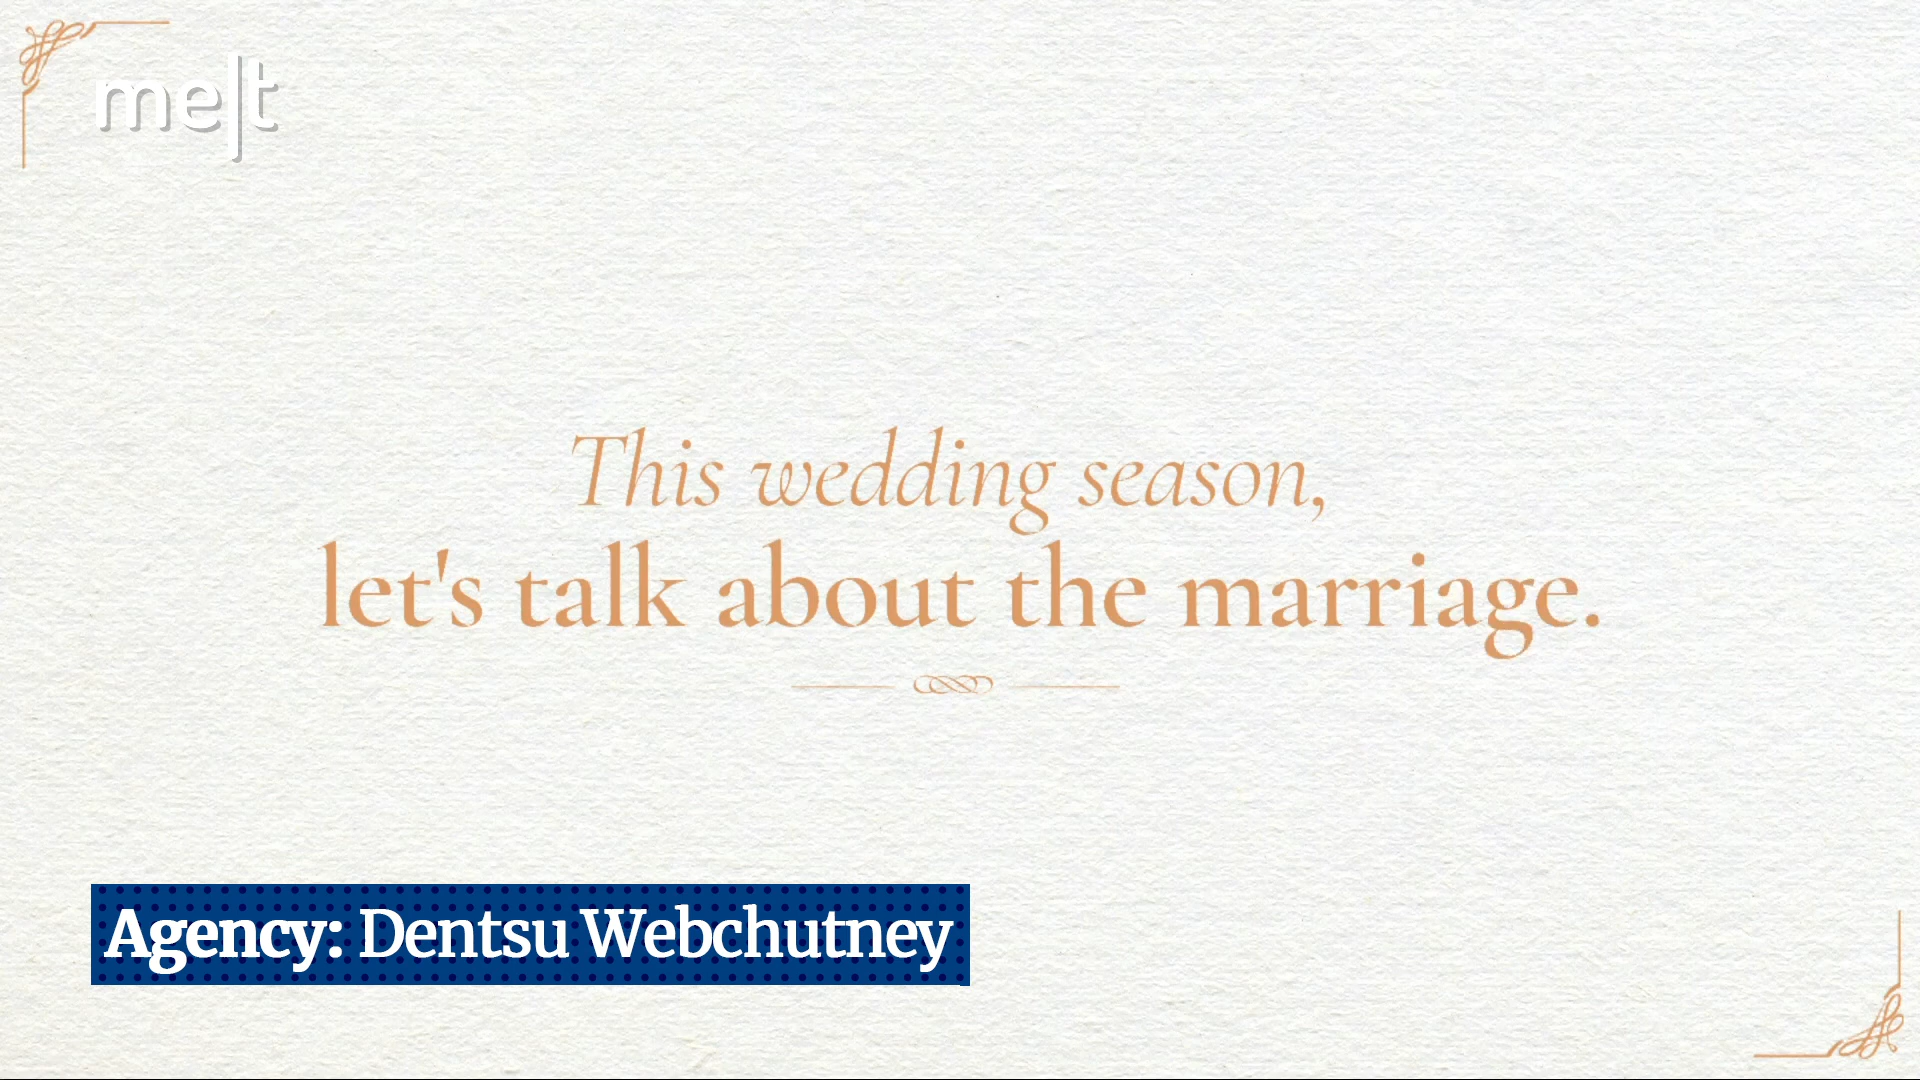 melt
This wedding season,
let's talk about the marriage.
Agency: Dentsu Webchutney